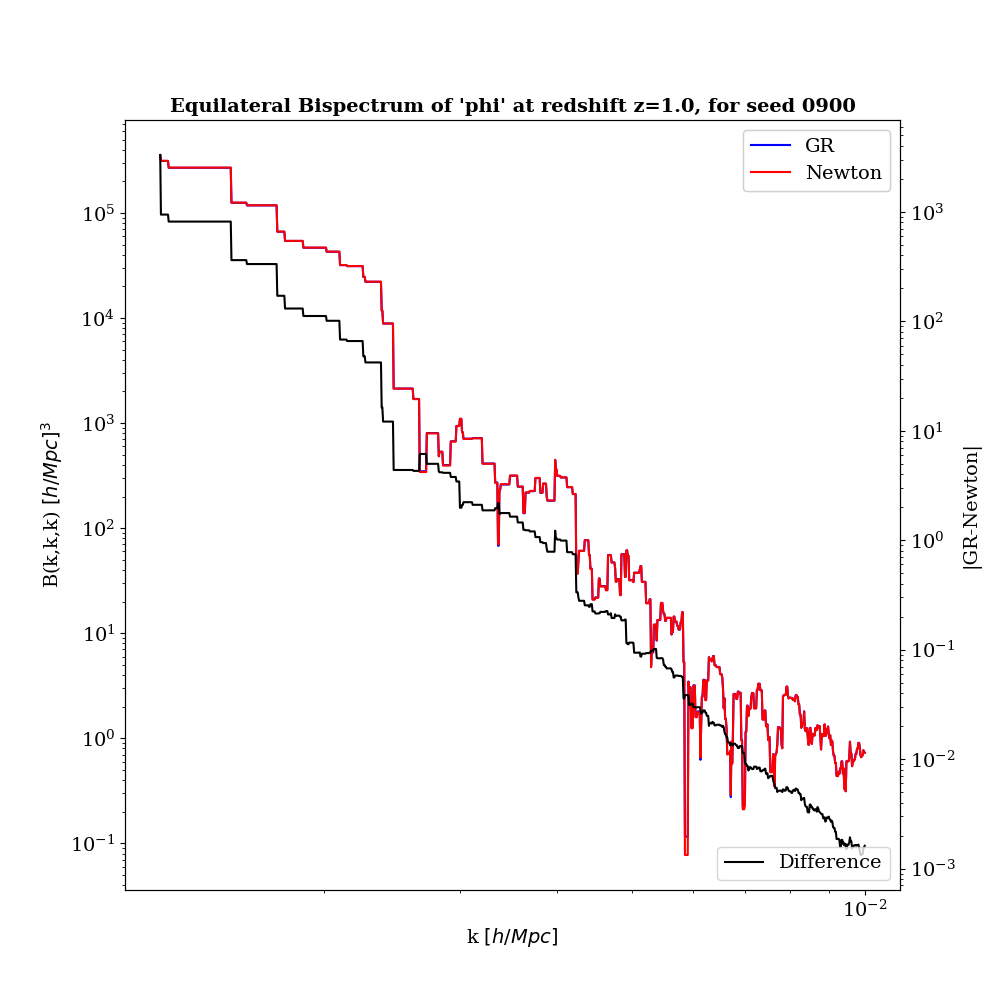 Equilateral Bispectrum of 'phi' at redshift z=1.0, for seed 0900
GR
Newton
10^5
10^4
10^3
10^2
10^1
10^0
10^-1
B(k,k,k) [h/Mpc]^3
10^3
10^2
10^1
10^0
10^-1
10^-2
10^-3
|GR-Newton|
Difference
10^-2
k [h/Mpc]